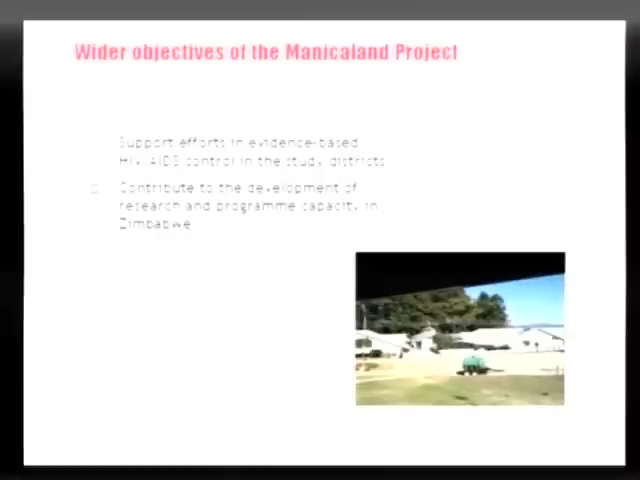 Wider objectives of the Manicaland Project
Support efforts in evidence-based
HIV AIDS control in the study districts
Contribute to the development of
research and programme capacity in
Zimbabwe